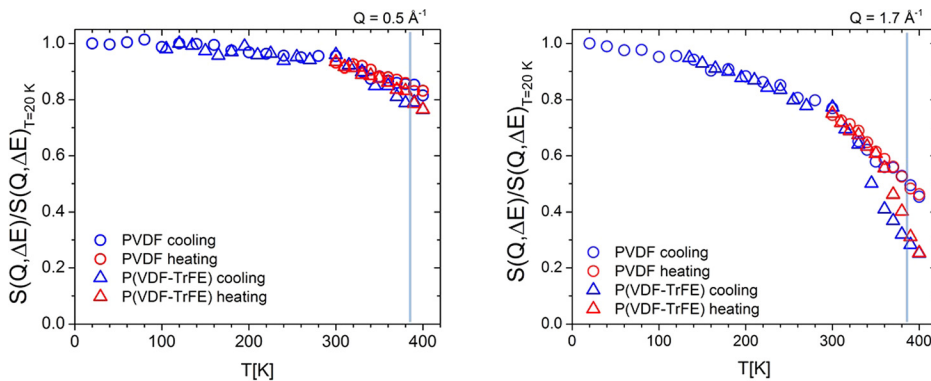 Q = 0.5 Å⁻¹
S(Q,ΔE)/S(Q,ΔE)T=20 K
1.0
0.8
0.6
0.4
0.2
0.0
PVDF cooling
PVDF heating
P(VDF-TrFE) cooling
P(VDF-TrFE) heating
0 100 200 300 400
T[K]
Q = 1.7 Å⁻¹
S(Q,ΔE)/S(Q,ΔE)T=20 K
1.0
0.8
0.6
0.4
0.2
0.0
PVDF cooling
PVDF heating
P(VDF-TrFE) cooling
P(VDF-TrFE) heating
0 100 200 300 400
T[K]